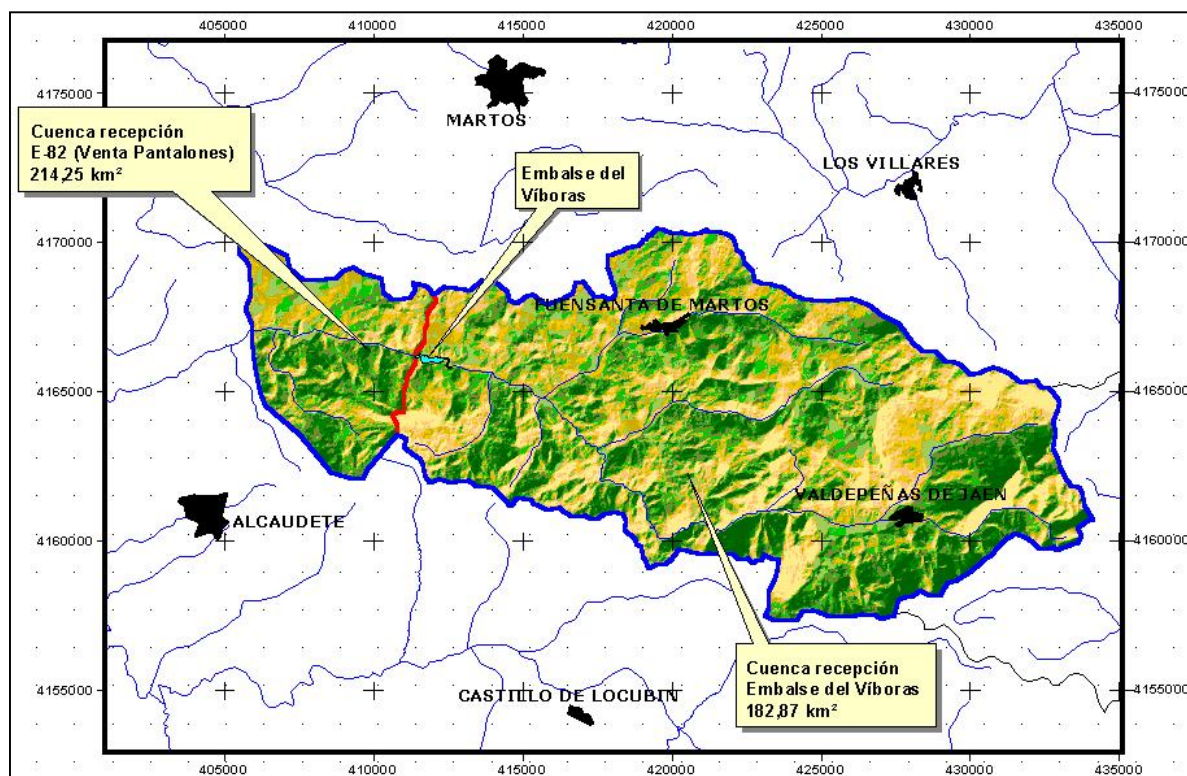 405000 410000 415000 420000 425000 430000 435000
4175000 4175000
MARTOS
Cuenca recepción
E-82 (Venta Pantalones)
214,25 km²
Embalse del
Víboras
LOS VILLARES
4170000 4170000
FUENSANTA DE MARTOS
4165000 4165000
VALDEPEÑAS DE JAEN
ALCAUDETE
4160000 4160000
Cuenca recepción
Embalse del Víboras
182,87 km²
4155000 4155000
CASTILLO DE LOCUBIN
405000 410000 415000 420000 425000 430000 435000